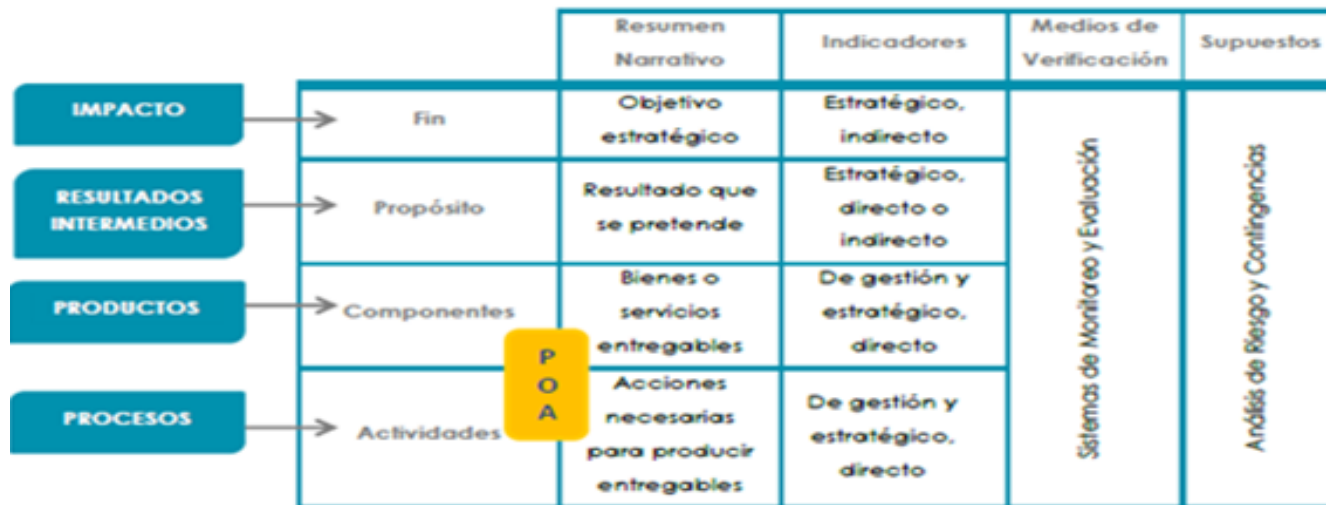 Resumen
Narrativo
Indicadores
Medios de
Verificación
Supuestos
IMPACTO
Fin
Objetivo
estratégico
Estratégico,
indirecto
RESULTADOS
INTERMEDIOS
Propósito
Resultado que
se pretende
Estratégico,
directo o
indirecto
PRODUCTOS
Componentes
Bienes o
servicios
entregables
De gestión y
estratégico,
directo
PROCESOS
Actividades
P
O
A
Acciones
necesarias
para producir
entregables
De gestión y
estratégico,
directo
Sistemas de Monitoreo y Evaluación
Análisis de Riesgo y Contingencias